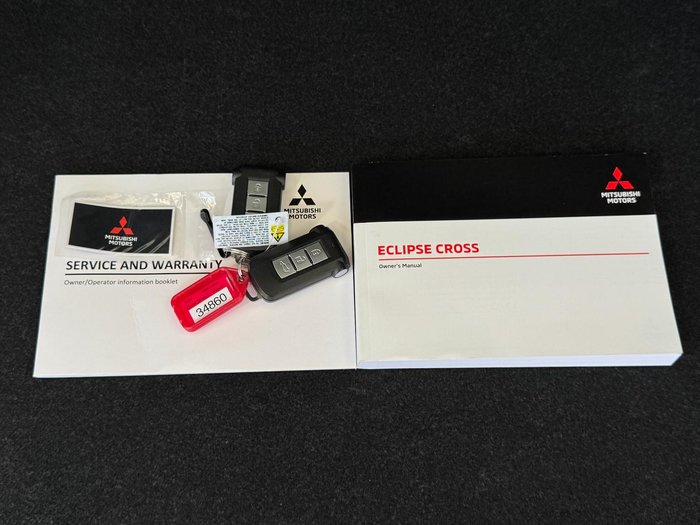 MITSUBISHI
MOTORS
MITSUBISHI
MOTORS
SERVICE AND WARRANTY
Owner/Operator information booklet
34860
MITSUBISHI
MOTORS
ECLIPSE CROSS
Owner's Manual